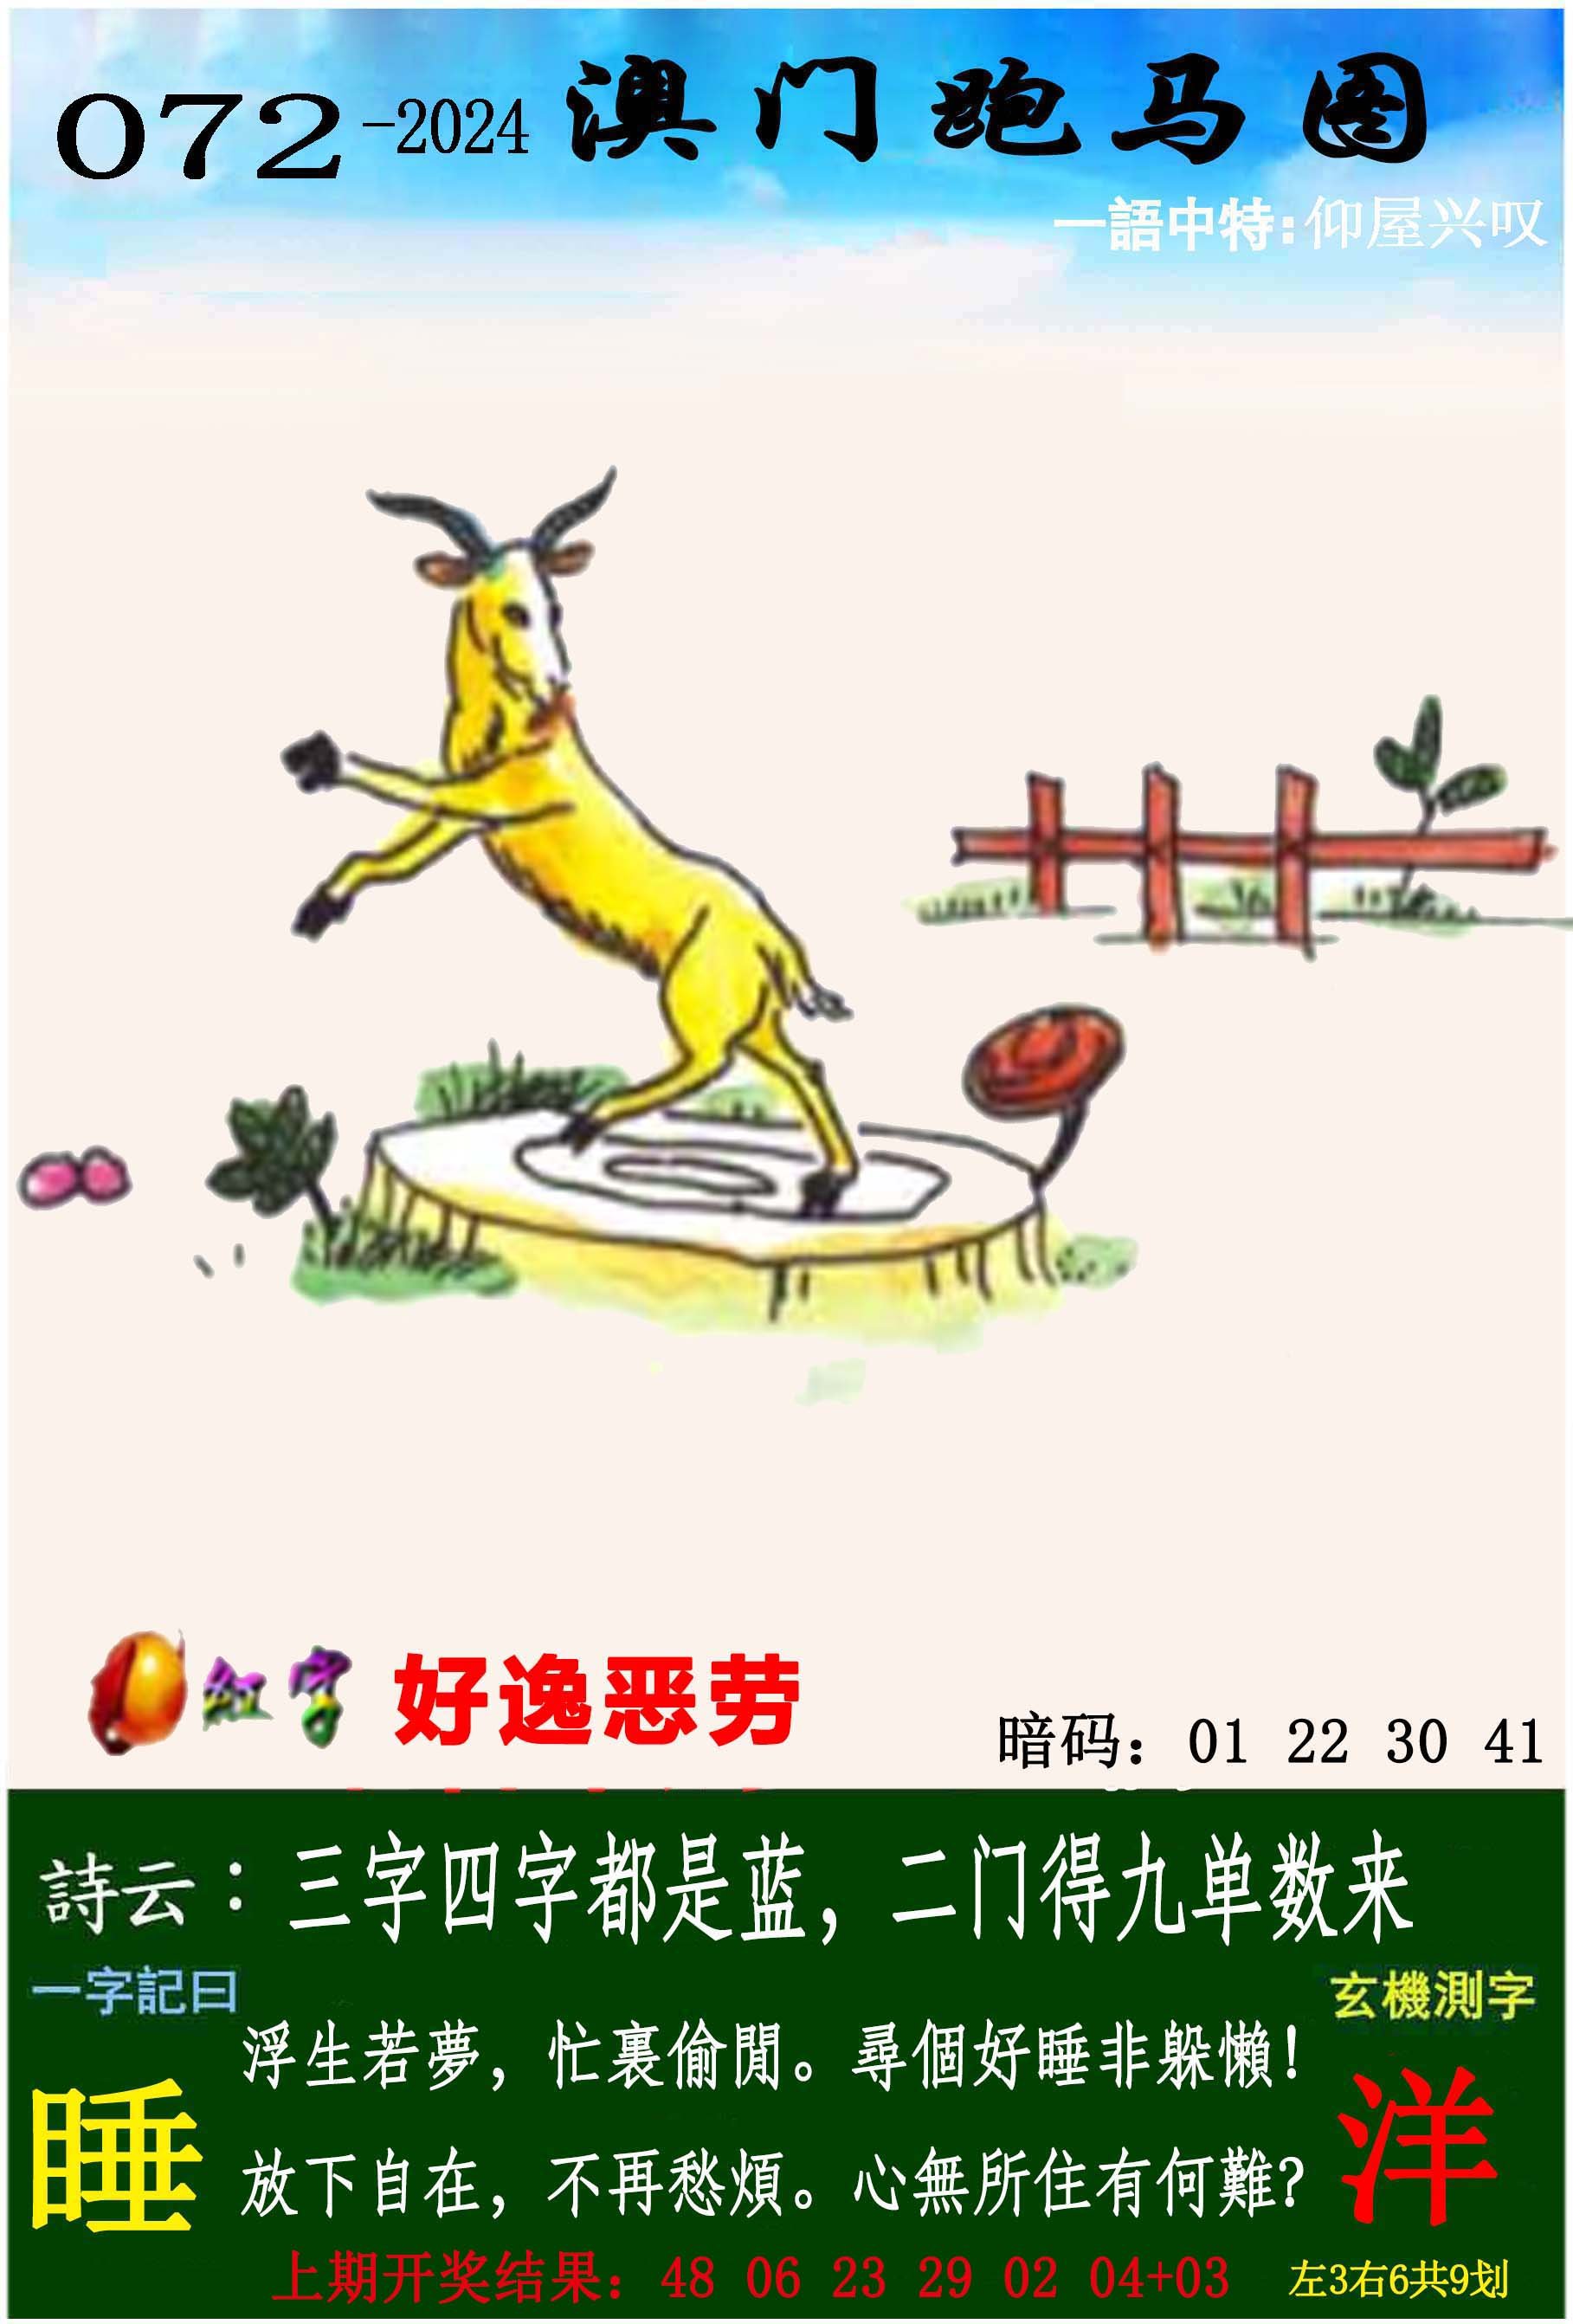 072-2024 澳门跑马图
一語中特:仰屋兴叹
红字 好逸恶劳
暗码：01 22 30 41
詩云：三字四字都是蓝，二门得九单数来
一字記曰
玄機測字
浮生若夢，忙裏偷閒。尋個好睡非躲懶！
睡
洋
放下自在，不再愁煩。心無所住有何難？
上期开奖结果：48 06 23 29 02 04+03
左3右6共9划